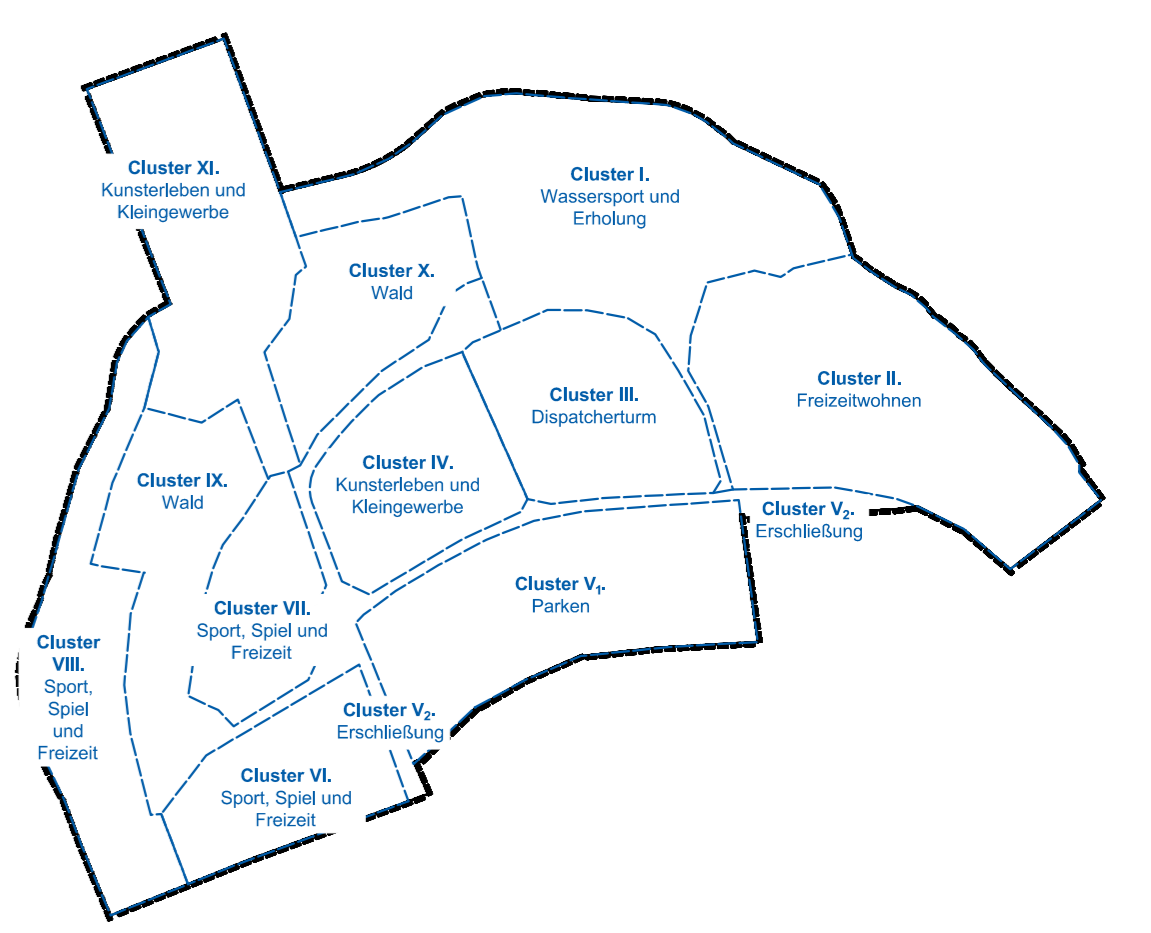 Cluster XI.
Kunsterleben und
Kleingewerbe
Cluster I.
Wassersport und
Erholung
Cluster X.
Wald
Cluster II.
Freizeitwohnen
Cluster III.
Dispatcherturm
Cluster IV.
Kunsterleben und
Kleingewerbe
Cluster IX.
Wald
Cluster V₂.
Erschließung
Cluster V₁.
Parken
Cluster VII.
Sport, Spiel und
Freizeit
Cluster
VIII.
Sport,
Spiel
und
Freizeit
Cluster V₂.
Erschließung
Cluster VI.
Sport, Spiel und
Freizeit